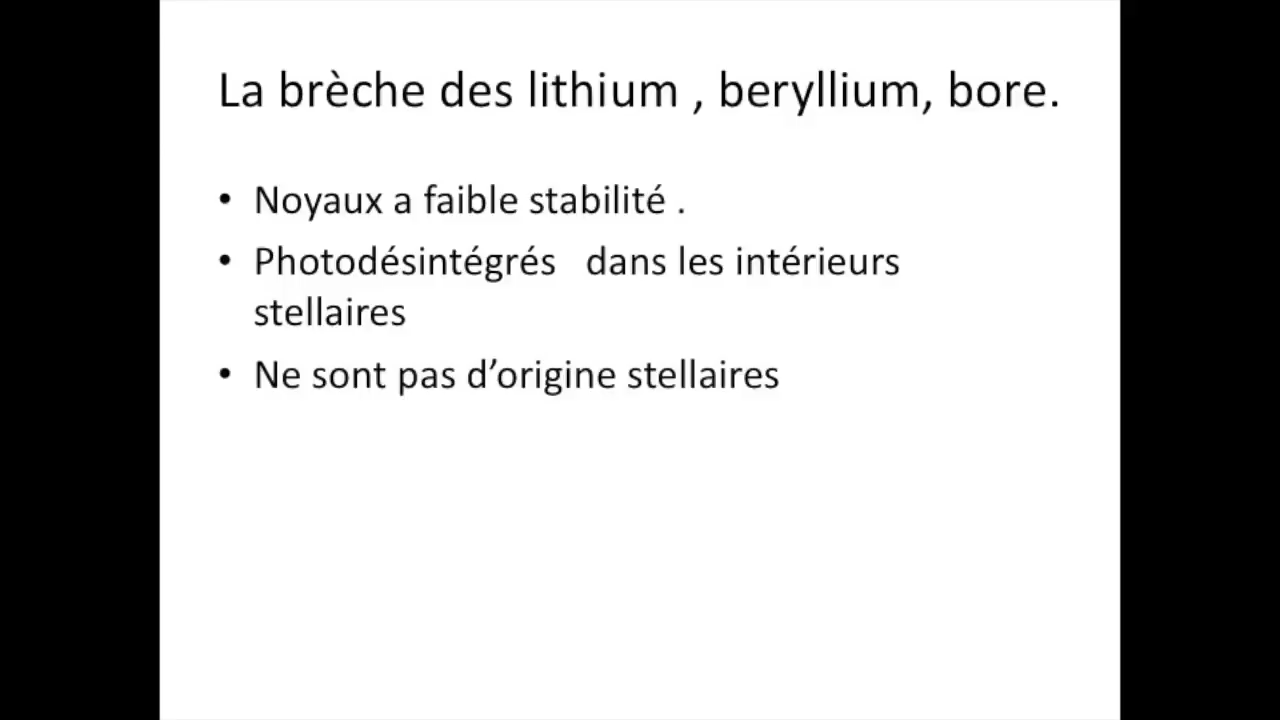 La brèche des lithium , beryllium, bore.
• Noyaux a faible stabilité .
• Photodésintégrés dans les intérieurs
stellaires
• Ne sont pas d’origine stellaires